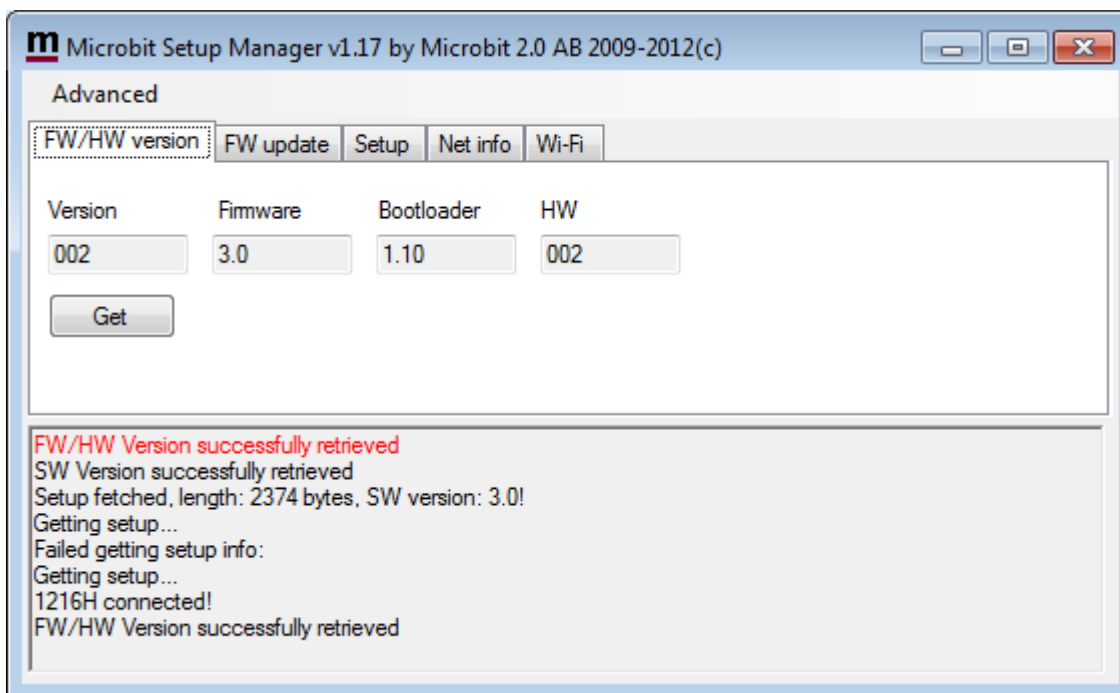 m Microbit Setup Manager v1.17 by Microbit 2.0 AB 2009-2012(c)
Advanced
FW/HW version FW update Setup Net info Wi-Fi
Version Firmware Bootloader HW
002 3.0 1.10 002
Get
FW/HW Version successfully retrieved
SW Version successfully retrieved
Setup fetched, length: 2374 bytes, SW version: 3.0!
Getting setup...
Failed getting setup info:
Getting setup...
1216H connected!
FW/HW Version successfully retrieved